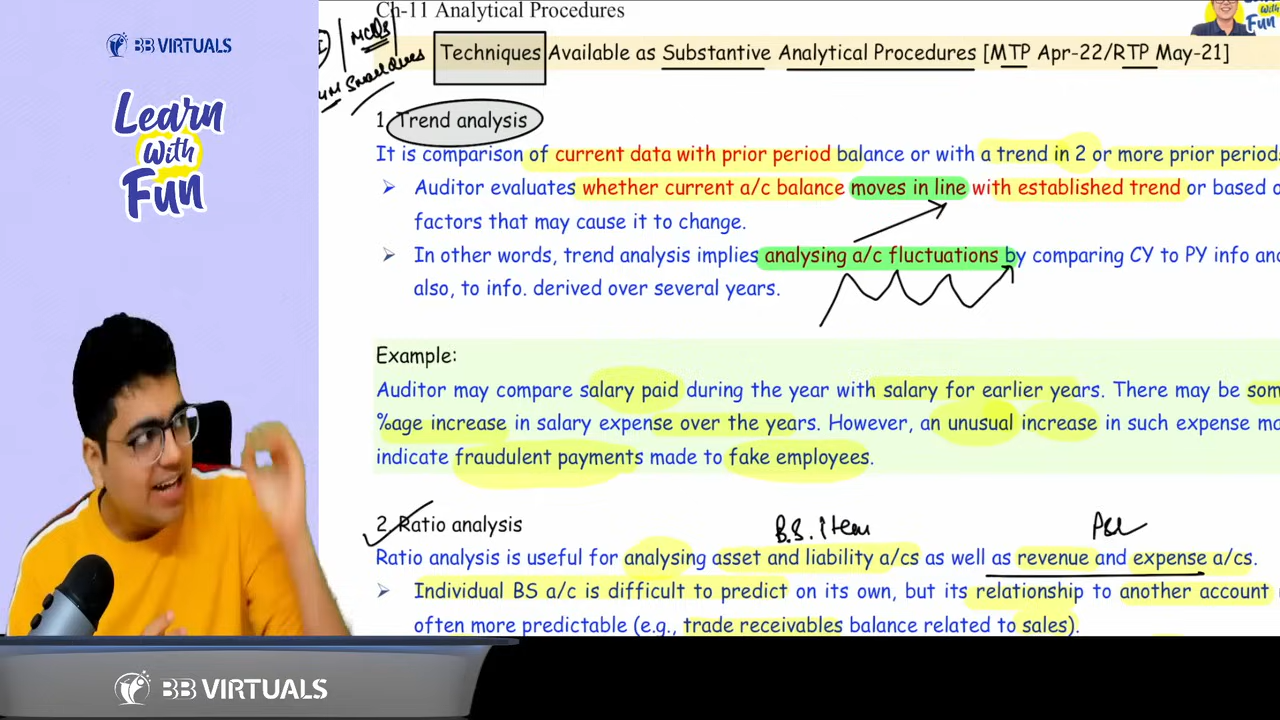 BB VIRTUALS
Learn
With
Fun
With
Fun
Ch-11 Analytical Procedures
MCQs
Techniques Available as Substantive Analytical Procedures [MTP Apr-22/RTP May-21]
1. Trend analysis
It is comparison of current data with prior period balance or with a trend in 2 or more prior periods.
➢ Auditor evaluates whether current a/c balance moves in line with established trend or based o
factors that may cause it to change.
➢ In other words, trend analysis implies analysing a/c fluctuations by comparing CY to PY info an
also, to info. derived over several years.
Example:
Auditor may compare salary paid during the year with salary for earlier years. There may be som
%age increase in salary expense over the years. However, an unusual increase in such expense ma
indicate fraudulent payments made to fake employees.
2. Ratio analysis
B.S. item P&L
Ratio analysis is useful for analysing asset and liability a/cs as well as revenue and expense a/cs.
➢ Individual BS a/c is difficult to predict on its own, but its relationship to another account
often more predictable (e.g., trade receivables balance related to sales).
BB VIRTUALS